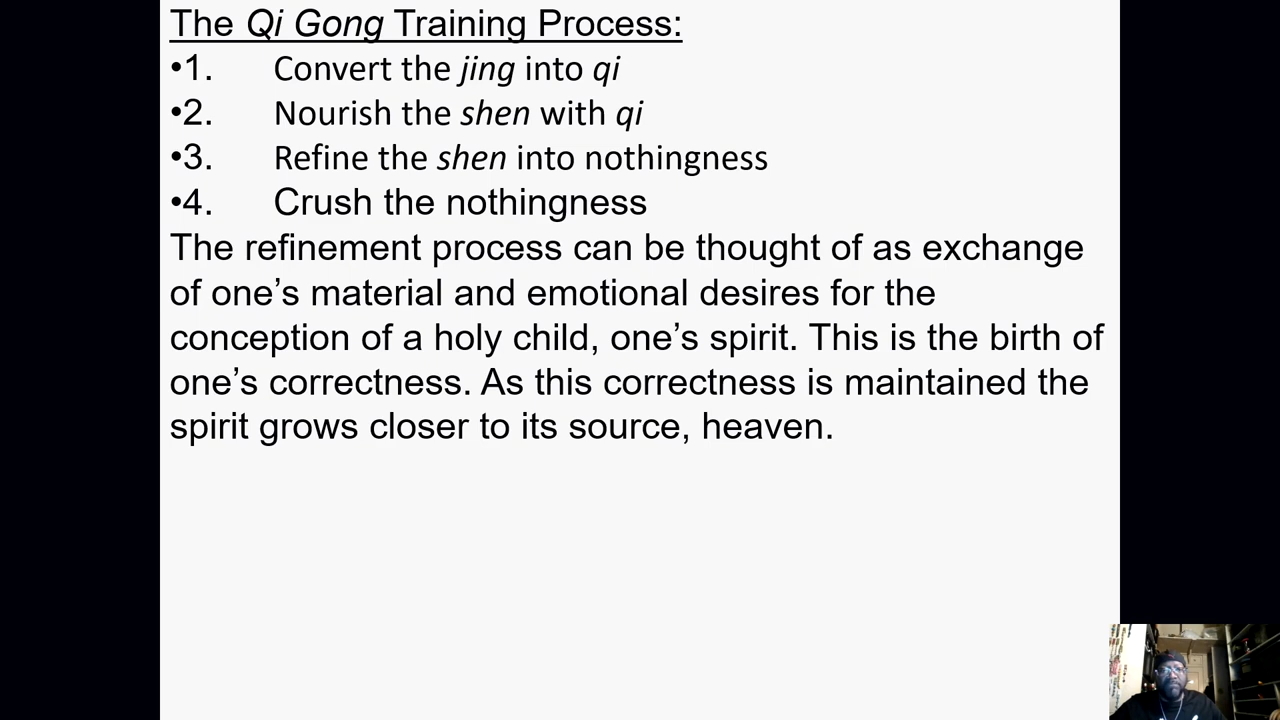 The Qi Gong Training Process:
•1. Convert the jing into qi
•2. Nourish the shen with qi
•3. Refine the shen into nothingness
•4. Crush the nothingness
The refinement process can be thought of as exchange
of one’s material and emotional desires for the
conception of a holy child, one’s spirit. This is the birth of
one’s correctness. As this correctness is maintained the
spirit grows closer to its source, heaven.